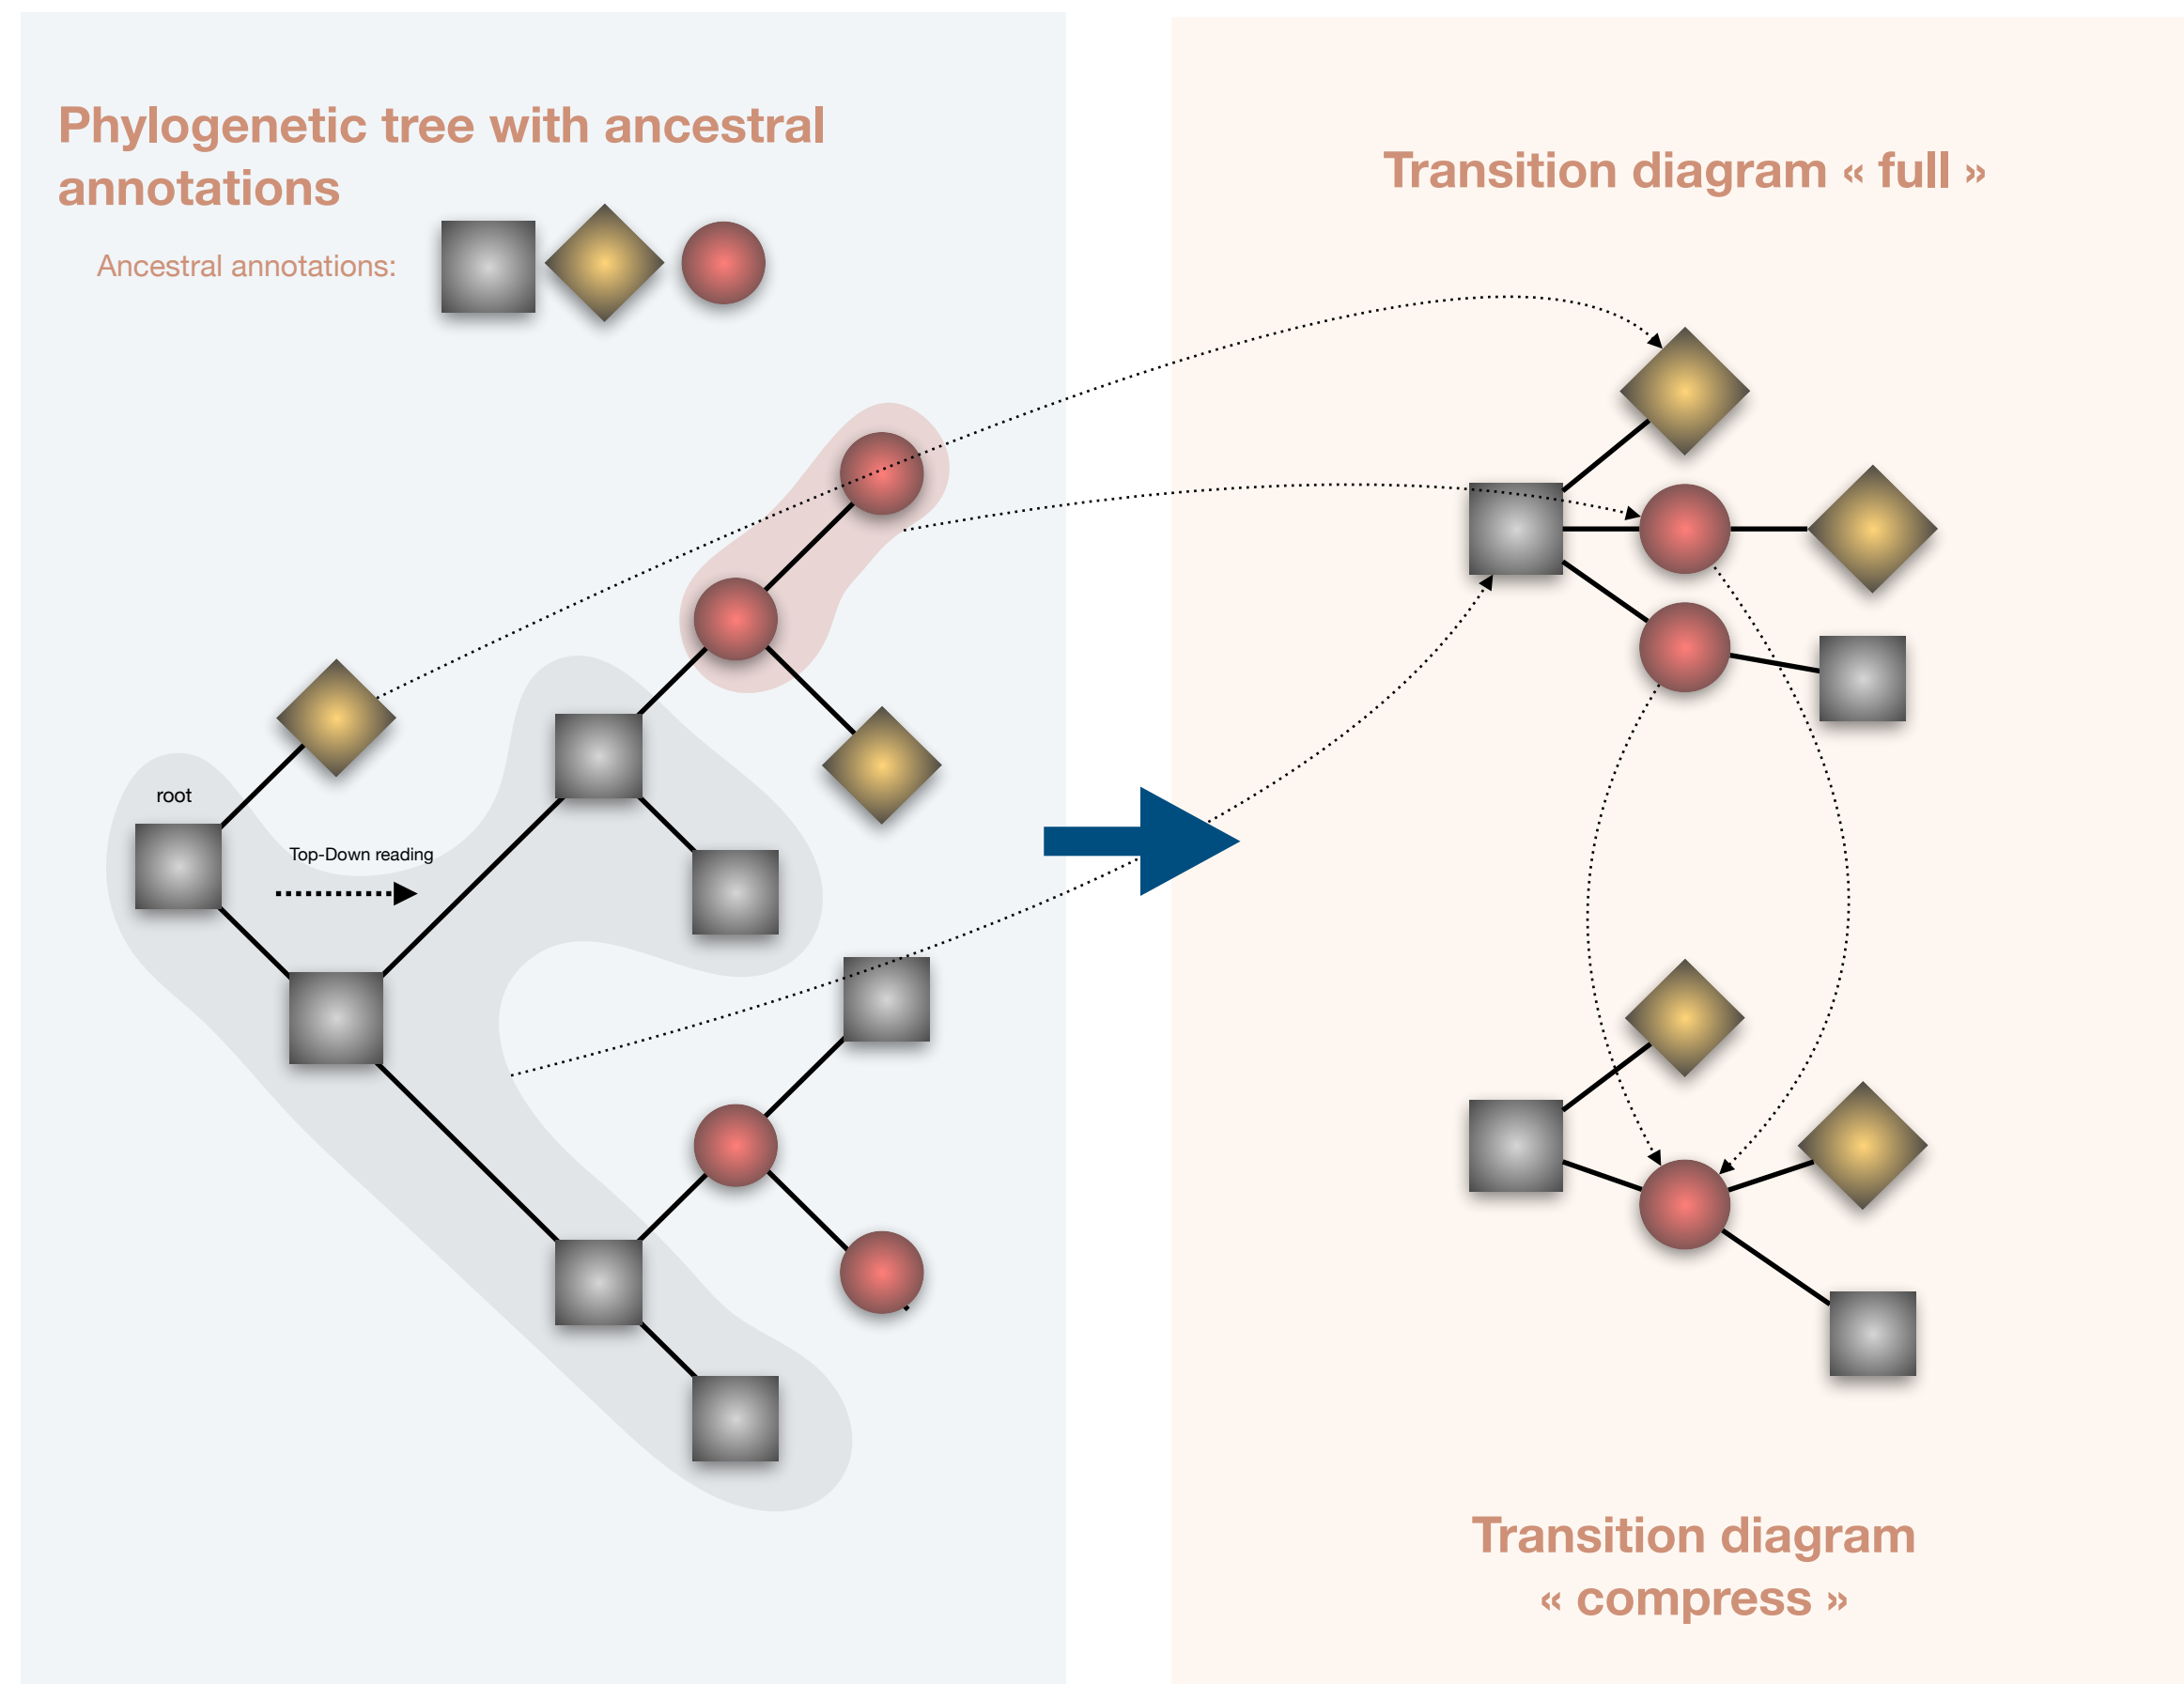 Phylogenetic tree with ancestral
annotations
Ancestral annotations:
root
Top-Down reading
Transition diagram « full »
Transition diagram
« compress »